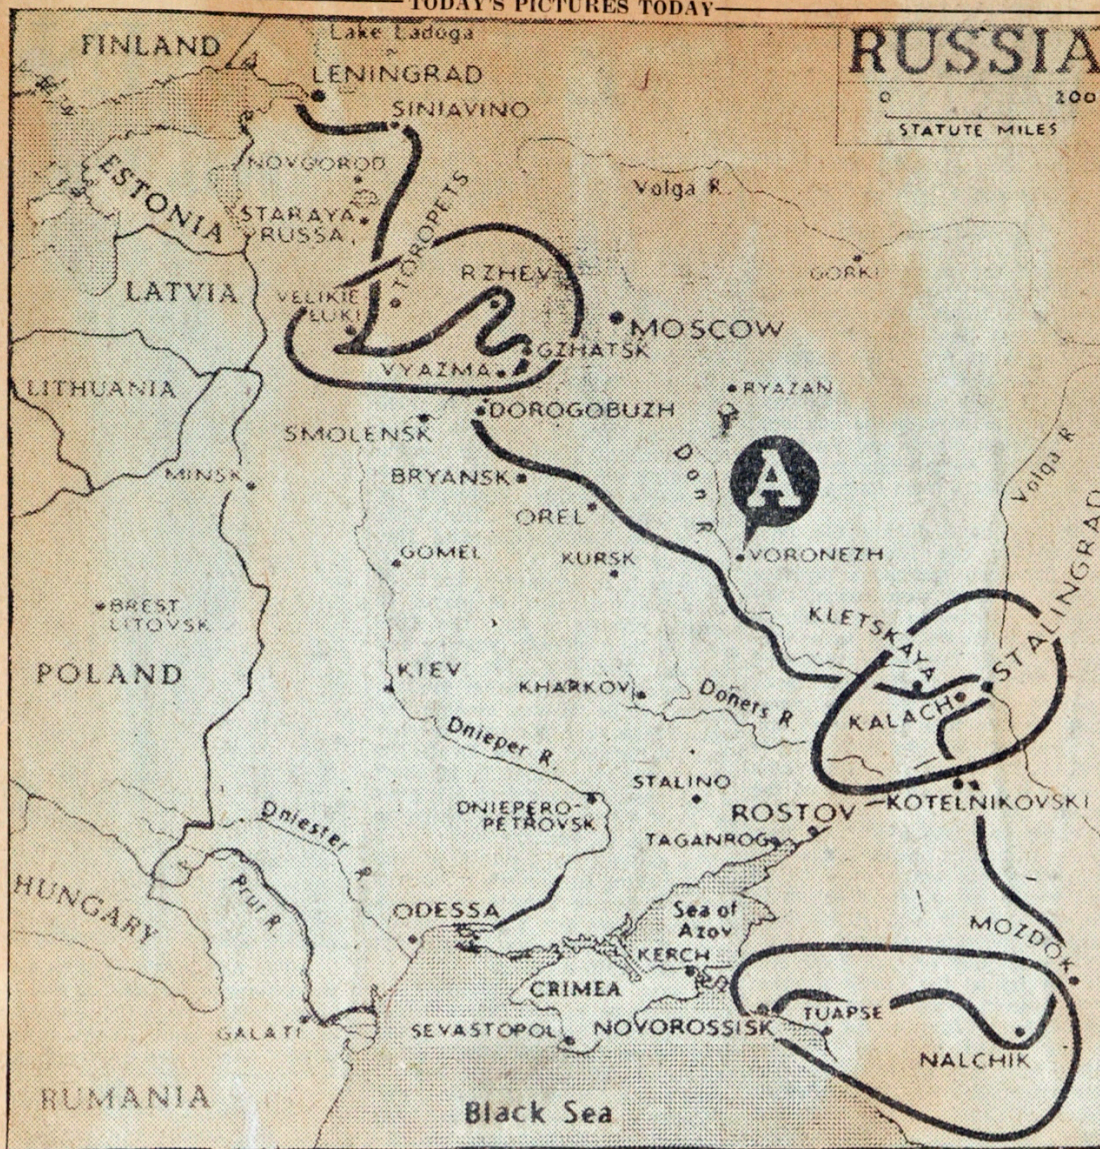 TODAY'S PICTURES TODAY
FINLAND
Lake Ladoga
RUSSIA
LENINGRAD
0 200
STATUTE MILES
SINIAVINO
NOVGOROD
ESTONIA
Volga R.
STARAYA
RUSSA
TOROPETS
GORKI
RZHEV
LATVIA
VELIKIE
LUKI
MOSCOW
GZHATSK
VYAZMA
LITHUANIA
RYAZAN
DOROGOBUZH
SMOLENSK
Don R.
A
MINSK
BRYANSK
Volga R.
OREL
GOMEL
KURSK
VORONEZH
BREST
LITOVSK
KLETSKAYA
STALINGRAD
POLAND
KIEV
KHARKOV
Donets R.
KALACH
Dnieper R.
STALINO
DNIEPERO-
PETROVSK
ROSTOV
KOTELNIKOVSKI
Dniester R.
TAGANROG
HUNGARY
Prut R.
ODESSA
Sea of
Azov
MOZDOK
KERCH
CRIMEA
GALATI
SEVASTOPOL
NOVOROSSISK
TUAPSE
NALCHIK
RUMANIA
Black Sea